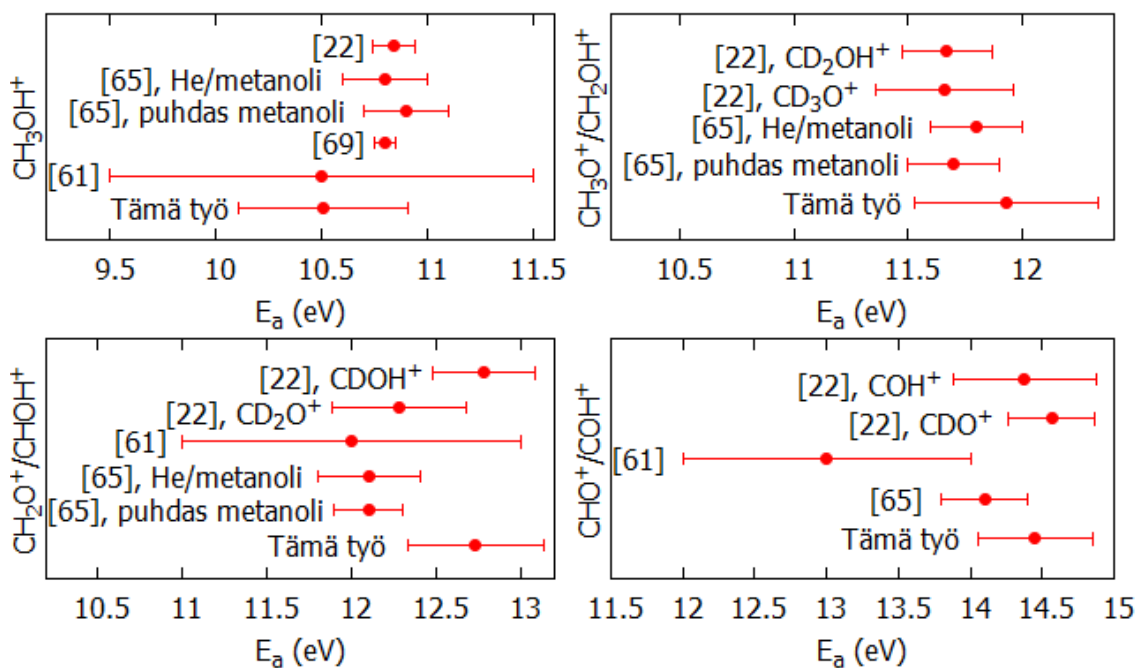 CH₃OH⁺
[22]
[65], He/metanoli
[65], puhdas metanoli
[69]
[61]
Tämä työ
9.5 10 10.5 11 11.5
Eₐ (eV)
CH₃O⁺/CH₂OH⁺
[22], CD₂OH⁺
[22], CD₃O⁺
[65], He/metanoli
[65], puhdas metanoli
Tämä työ
10.5 11 11.5 12
Eₐ (eV)
CH₂O⁺/CHOH⁺
[22], CDOH⁺
[22], CD₂O⁺
[61]
[65], He/metanoli
[65], puhdas metanoli
Tämä työ
10.5 11 11.5 12 12.5 13
Eₐ (eV)
CHO⁺/COH⁺
[22], COH⁺
[22], CDO⁺
[61]
[65]
Tämä työ
11.5 12 12.5 13 13.5 14 14.5 15
Eₐ (eV)